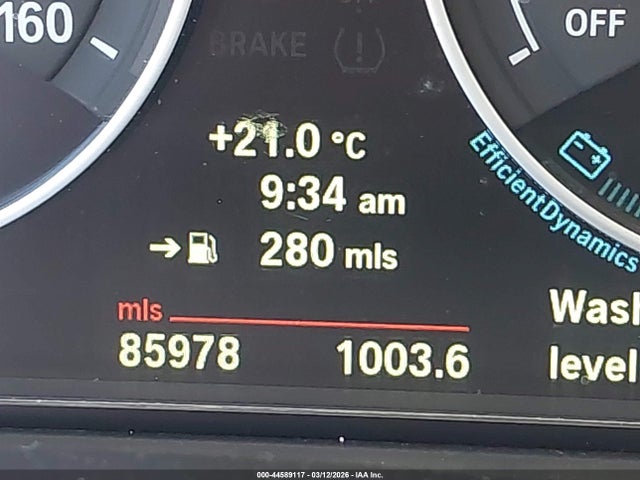 160
BRAKE
OFF
+21.0 °C
9:34 am
280 mls
EfficientDynamics
mls
85978 1003.6
Wash
level
000-44589117 - 03/12/2026 - IAA Inc.